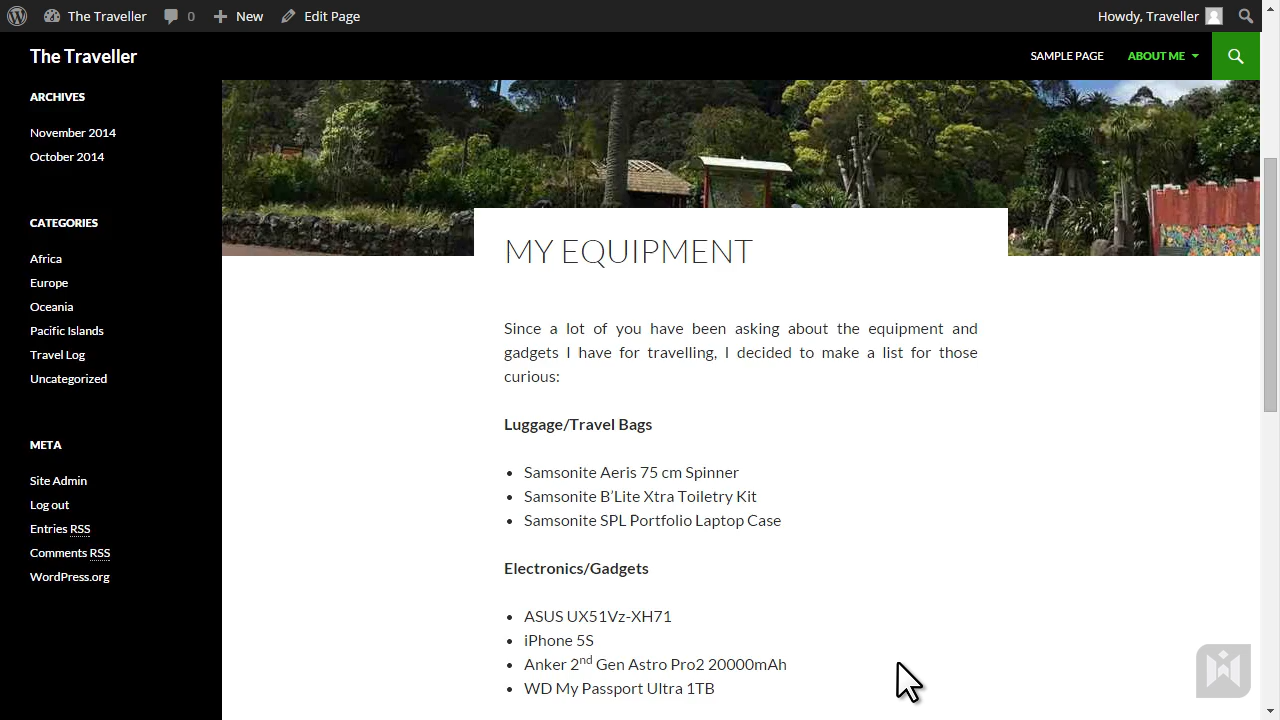 The Traveller 0 New Edit Page Howdy, Traveller
The Traveller SAMPLE PAGE ABOUT ME
ARCHIVES
November 2014
October 2014
CATEGORIES
Africa
Europe
Oceania
Pacific Islands
Travel Log
Uncategorized
META
Site Admin
Log out
Entries RSS
Comments RSS
WordPress.org
MY EQUIPMENT
Since a lot of you have been asking about the equipment and
gadgets I have for travelling, I decided to make a list for those
curious:
Luggage/Travel Bags
• Samsonite Aeris 75 cm Spinner
• Samsonite B’Lite Xtra Toiletry Kit
• Samsonite SPL Portfolio Laptop Case
Electronics/Gadgets
• ASUS UX51Vz-XH71
• iPhone 5S
• Anker 2nd Gen Astro Pro2 20000mAh
• WD My Passport Ultra 1TB